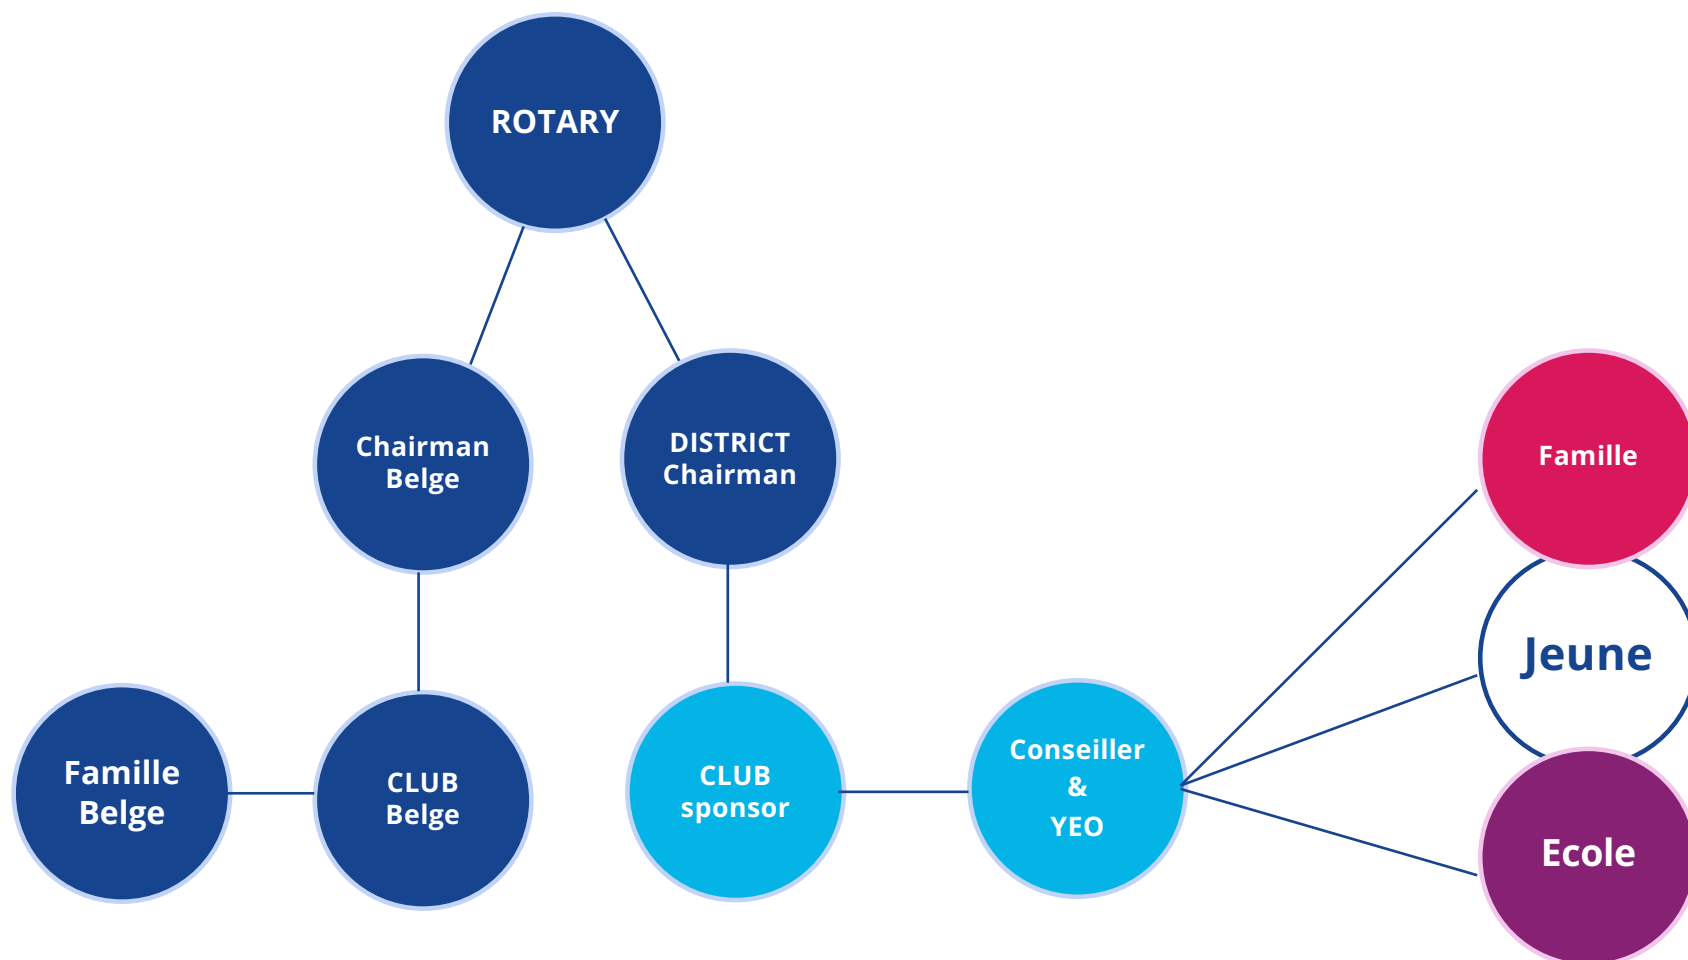 ROTARY
Chairman
Belge
DISTRICT
Chairman
Famille
Jeune
Famille
Belge
CLUB
Belge
CLUB
sponsor
Conseiller
&
YEO
Ecole